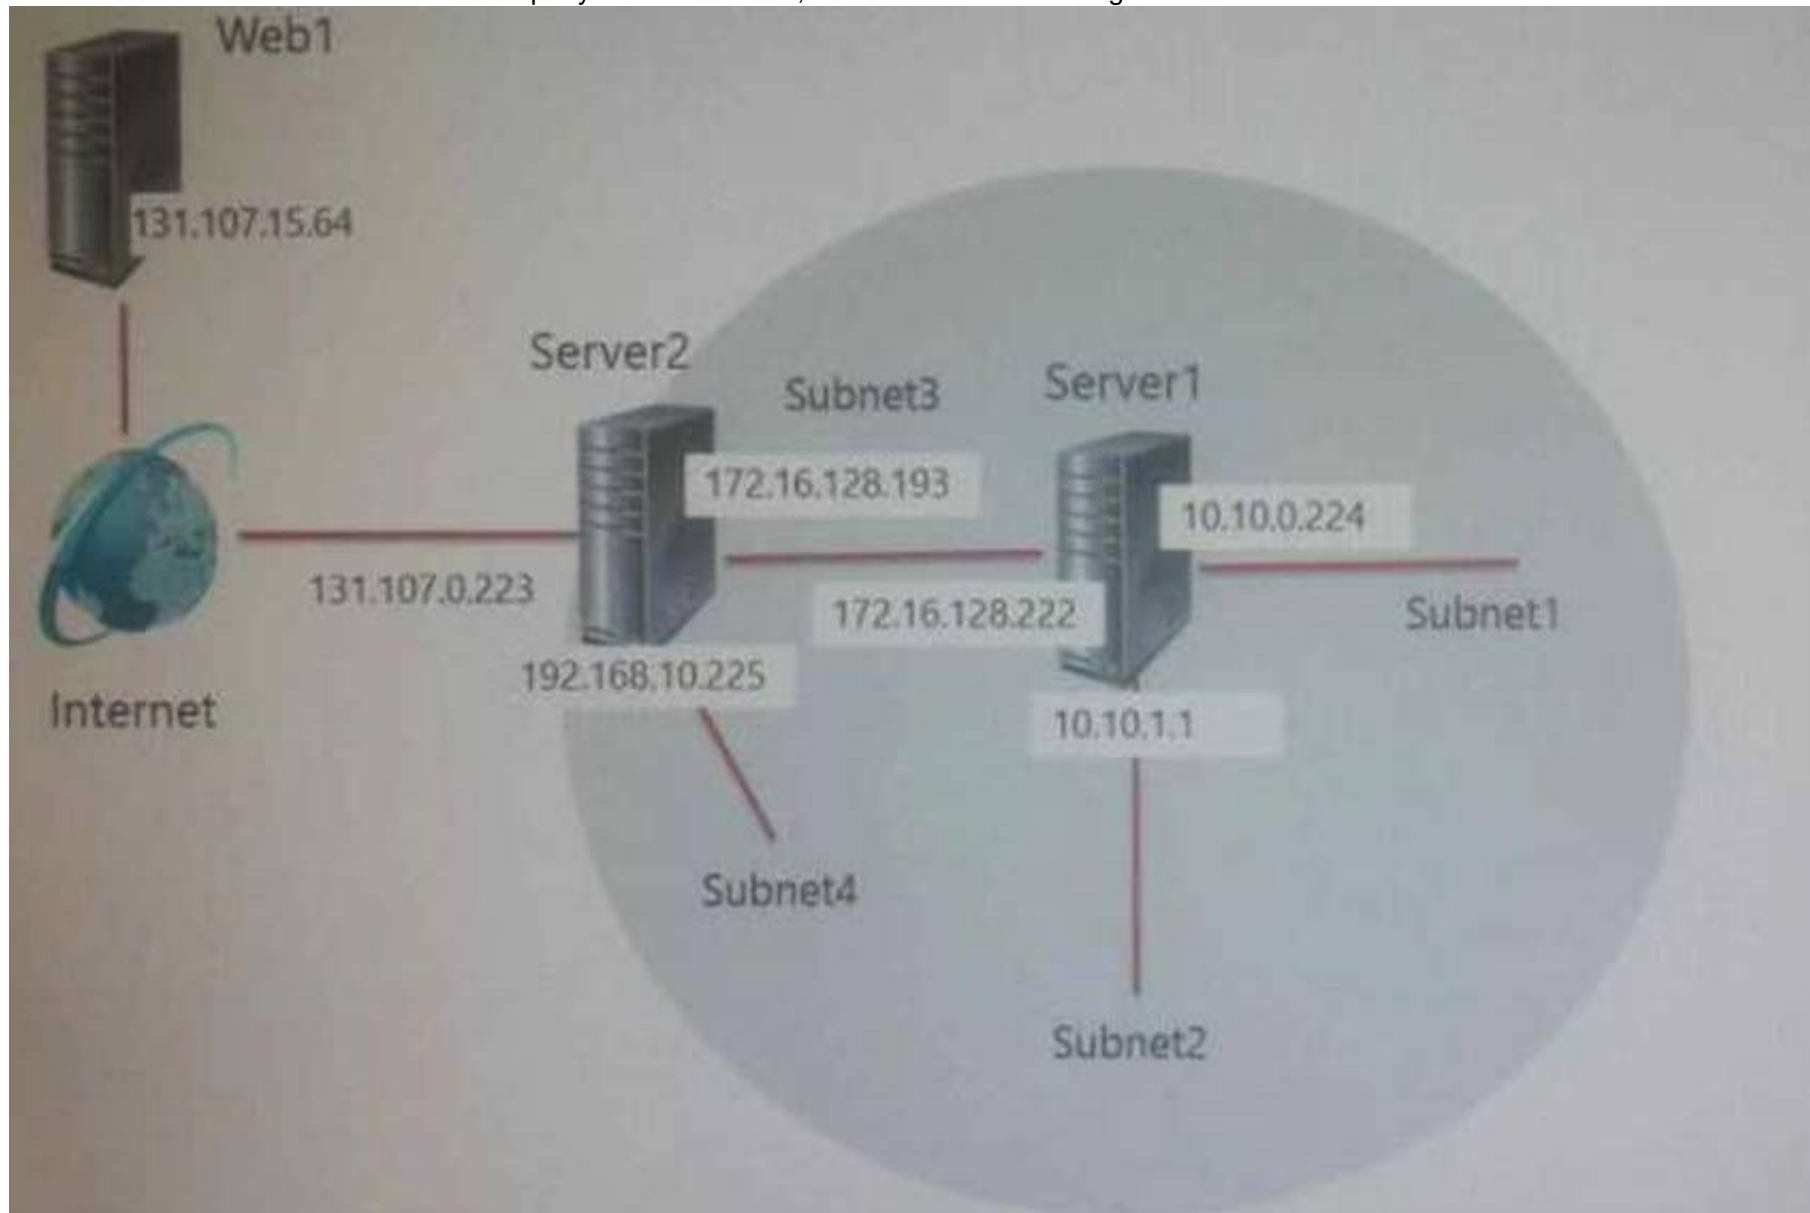 Web1
131.107.15.64
Server2
Subnet3
Server1
172.16.128.193
10.10.0.224
131.107.0.223
172.16.128.222
Subnet1
192.168.10.225
Internet
10.10.1.1
Subnet4
Subnet2